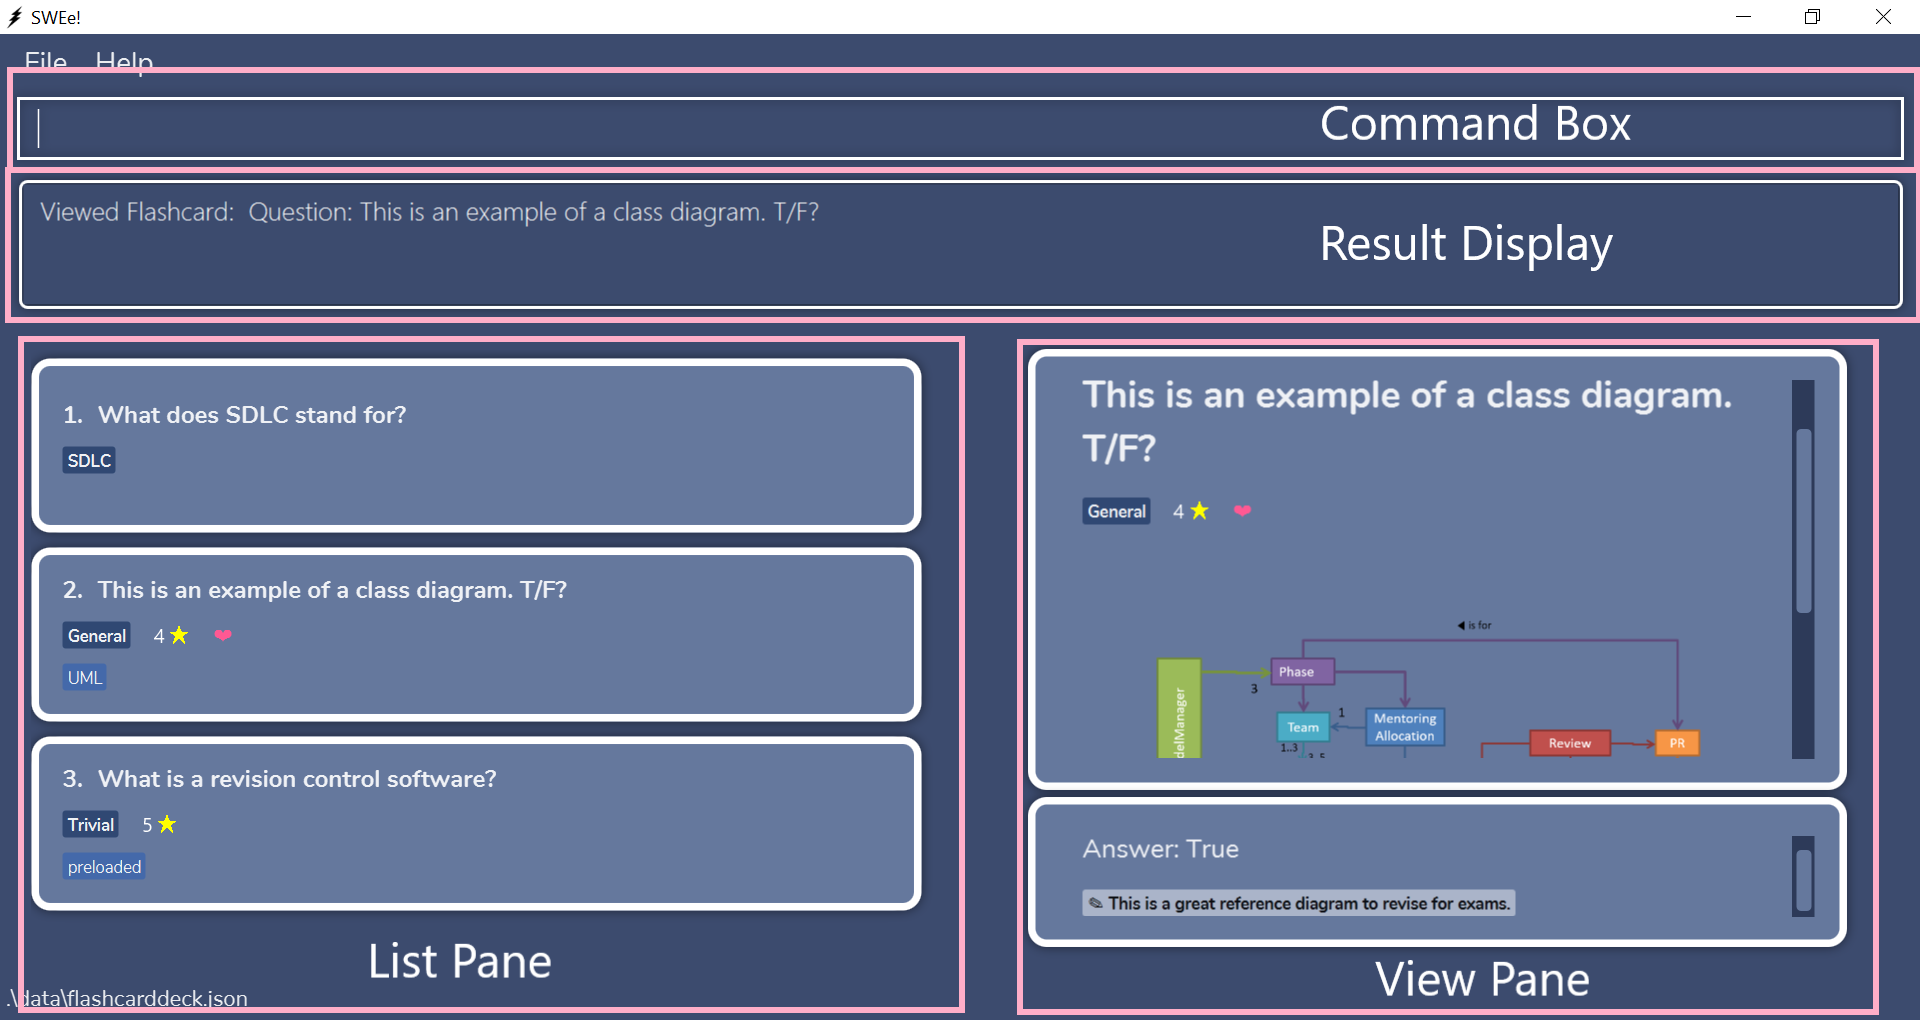 SWEe!
File Help
Command Box
Viewed Flashcard: Question: This is an example of a class diagram. T/F?
Result Display
1. What does SDLC stand for?
SDLC
2. This is an example of a class diagram. T/F?
General 4 ★ ❤
UML
3. What is a revision control software?
Trivial 5 ★
preloaded
List Pane
.\data\flashcarddeck.json
This is an example of a class diagram.
T/F?
General 4 ★ ❤
◀ is for
Phase
3
delManager
Team
1
Mentoring
Allocation
1..3
Review
PR
Answer: True
✎ This is a great reference diagram to revise for exams.
View Pane